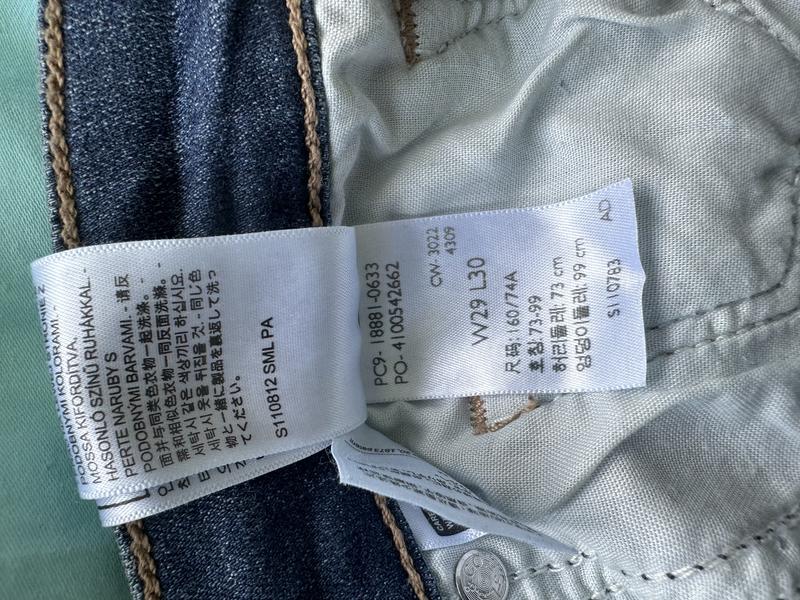 PODOBNYMI KOLORAMI. -
MOSSA KIFORDÍTVA,
HASONLÓ SZÍNŰ RUHÁKKAL. -
PERTE NARUBY S
PODOBNÝMI BARVAMI. - 请反
面并与同类色衣物一起洗涤。 -
需和相似色衣物一同反面洗滌。 -
세탁시 같은 색상끼리 하십시요.
세탁시 옷을 뒤집을 것. - 同じ色
物と一緒に製品を裏返して洗っ
てください。
S110812 SML PA
PC9- 18881-0633
PO- 4100542662
CW- 3022
4309
W29 L30
尺码: 160/74A
호칭: 73-99
허리둘레: 73 cm
엉덩이둘레: 99 cm
S110783
AD